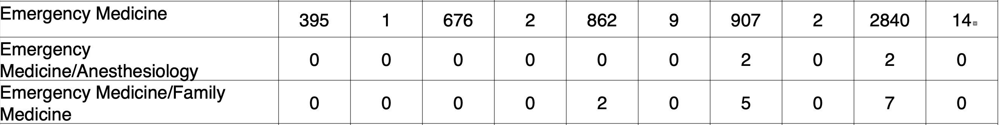 Emergency Medicine 395 1 676 2 862 9 907 2 2840 14
Emergency
Medicine/Anesthesiology 0 0 0 0 0 0 2 0 2 0
Emergency Medicine/Family
Medicine 0 0 0 0 2 0 5 0 7 0